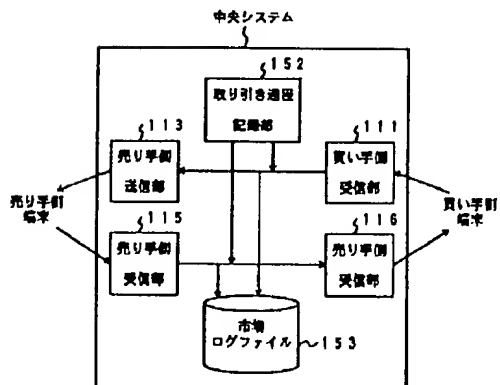 中央システム
152
取り引き過程
記録部
113
売り手側
送信部
111
買い手側
受信部
売り手側
端末
買い手側
端末
115
売り手側
受信部
116
売り手側
受信部
市場
ログファイル
153